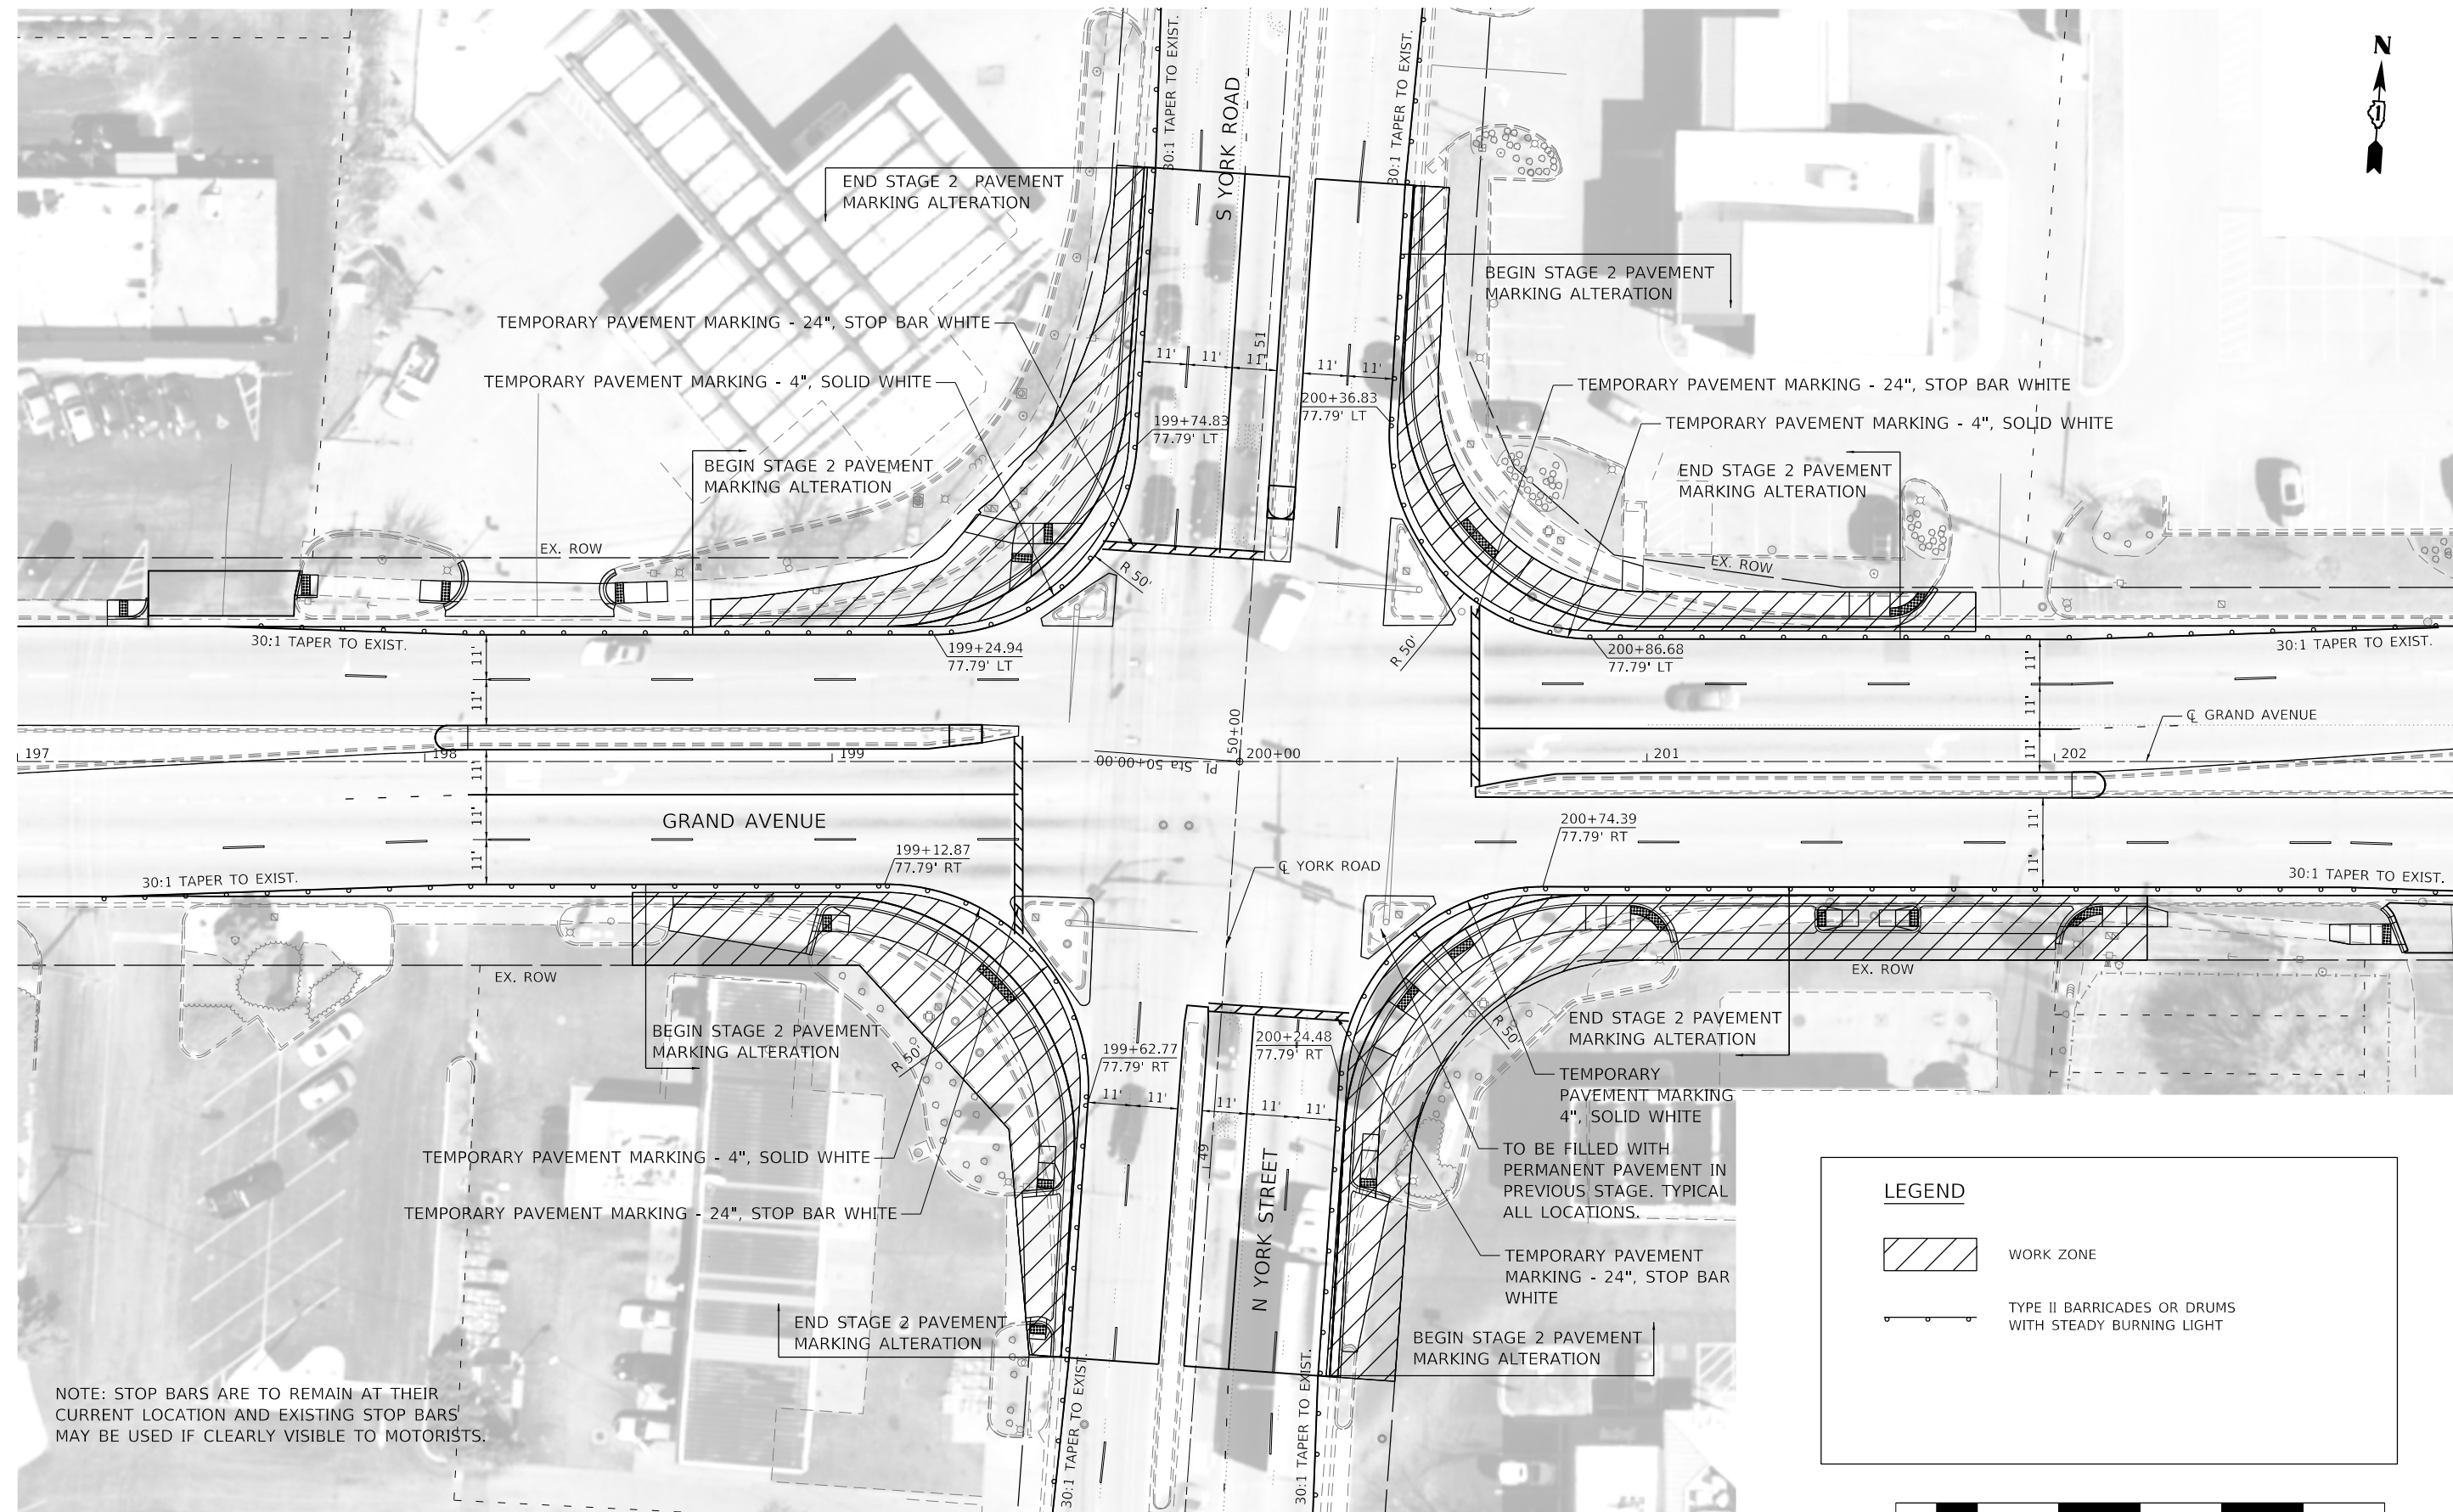 N
1
30:1 TAPER TO EXIST.
S YORK ROAD
30:1 TAPER TO EXIST.
END STAGE 2 PAVEMENT
MARKING ALTERATION
BEGIN STAGE 2 PAVEMENT
MARKING ALTERATION
TEMPORARY PAVEMENT MARKING - 24", STOP BAR WHITE
51
11' 11' 11' 11' 11'
TEMPORARY PAVEMENT MARKING - 4", SOLID WHITE
TEMPORARY PAVEMENT MARKING - 24", STOP BAR WHITE
200+36.83
77.79' LT
199+74.83
77.79' LT
TEMPORARY PAVEMENT MARKING - 4", SOLID WHITE
BEGIN STAGE 2 PAVEMENT
MARKING ALTERATION
END STAGE 2 PAVEMENT
MARKING ALTERATION
EX. ROW
EX. ROW
R 50'
R 50'
30:1 TAPER TO EXIST.
199+24.94
77.79' LT
200+86.68
77.79' LT
30:1 TAPER TO EXIST.
11'
11'
11'
11'
11'
℄ GRAND AVENUE
197
198
199
50+00
200+00
201
202
PI Sta 50+00.00
11'
11'
11'
GRAND AVENUE
199+12.87
77.79' RT
200+74.39
77.79' RT
11'
11'
℄ YORK ROAD
30:1 TAPER TO EXIST.
30:1 TAPER TO EXIST.
EX. ROW
EX. ROW
BEGIN STAGE 2 PAVEMENT
MARKING ALTERATION
R 50'
R 50'
END STAGE 2 PAVEMENT
MARKING ALTERATION
199+62.77
77.79' RT
200+24.48
77.79' RT
11' 11' 11' 11' 11'
49
TEMPORARY
PAVEMENT MARKING
4", SOLID WHITE
TEMPORARY PAVEMENT MARKING - 4", SOLID WHITE
TO BE FILLED WITH
PERMANENT PAVEMENT IN
PREVIOUS STAGE. TYPICAL
ALL LOCATIONS.
TEMPORARY PAVEMENT MARKING - 24", STOP BAR WHITE
N YORK STREET
TEMPORARY PAVEMENT
MARKING - 24", STOP BAR
WHITE
END STAGE 2 PAVEMENT
MARKING ALTERATION
BEGIN STAGE 2 PAVEMENT
MARKING ALTERATION
30:1 TAPER TO EXIST.
30:1 TAPER TO EXIST.
NOTE: STOP BARS ARE TO REMAIN AT THEIR
CURRENT LOCATION AND EXISTING STOP BARS
MAY BE USED IF CLEARLY VISIBLE TO MOTORISTS.
LEGEND
WORK ZONE
TYPE II BARRICADES OR DRUMS
WITH STEADY BURNING LIGHT